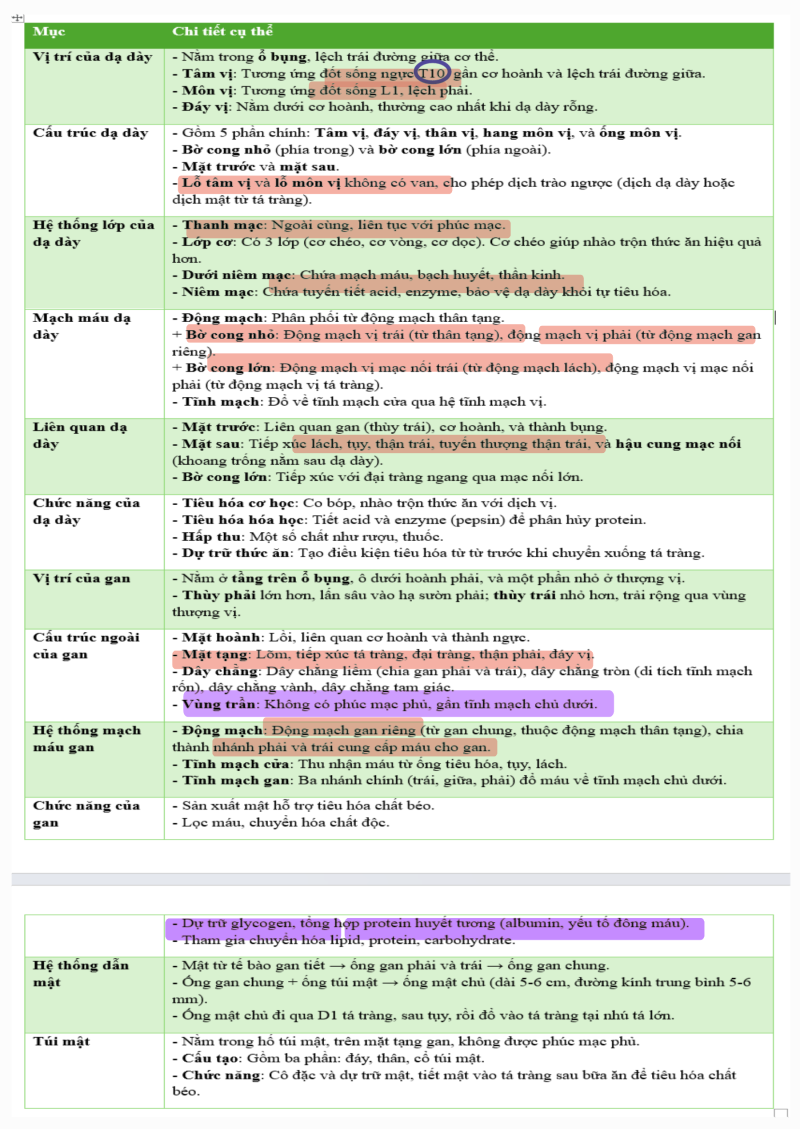 Mục Chi tiết cụ thể
Vị trí của dạ dày
- Nằm trong ổ bụng, lệch trái đường giữa cơ thể.
- Tâm vị: Tương ứng đốt sống ngực T10, gần cơ hoành và lệch trái đường giữa.
- Môn vị: Tương ứng đốt sống L1, lệch phải.
- Đáy vị: Nằm dưới cơ hoành, thường cao nhất khi dạ dày rỗng.
Cấu trúc dạ dày
- Gồm 5 phần chính: Tâm vị, đáy vị, thân vị, hang môn vị, và ống môn vị.
- Bờ cong nhỏ (phía trong) và bờ cong lớn (phía ngoài).
- Mặt trước và mặt sau.
- Lỗ tâm vị và lỗ môn vị không có van, cho phép dịch trào ngược (dịch dạ dày hoặc
dịch mật từ tá tràng).
Hệ thống lớp của
dạ dày
- Thanh mạc: Ngoài cùng, liên tục với phúc mạc.
- Lớp cơ: Có 3 lớp (cơ chéo, cơ vòng, cơ dọc). Cơ chéo giúp nhào trộn thức ăn hiệu quả
hơn.
- Dưới niêm mạc: Chứa mạch máu, bạch huyết, thần kinh.
- Niêm mạc: Chứa tuyến tiết acid, enzyme, bảo vệ dạ dày khỏi tự tiêu hóa.
Mạch máu dạ
dày
- Động mạch: Phân phối từ động mạch thân tạng.
+ Bờ cong nhỏ: Động mạch vị trái (từ thân tạng), động mạch vị phải (từ động mạch gan
riêng).
+ Bờ cong lớn: Động mạch vị mạc nối trái (từ động mạch lách), động mạch vị mạc nối
phải (từ động mạch vị tá tràng).
- Tĩnh mạch: Đổ về tĩnh mạch cửa qua hệ tĩnh mạch vị.
Liên quan dạ
dày
- Mặt trước: Liên quan gan (thùy trái), cơ hoành, và thành bụng.
- Mặt sau: Tiếp xúc lách, tụy, thận trái, tuyến thượng thận trái, và hậu cung mạc nối
(khoang trống nằm sau dạ dày).
- Bờ cong lớn: Tiếp xúc với đại tràng ngang qua mạc nối lớn.
Chức năng của
dạ dày
- Tiêu hóa cơ học: Co bóp, nhào trộn thức ăn với dịch vị.
- Tiêu hóa hóa học: Tiết acid và enzyme (pepsin) để phân hủy protein.
- Hấp thu: Một số chất như rượu, thuốc.
- Dự trữ thức ăn: Tạo điều kiện tiêu hóa từ từ trước khi chuyển xuống tá tràng.
Vị trí của gan
- Nằm ở tầng trên ổ bụng, ô dưới hoành phải, và một phần nhỏ ở thượng vị.
- Thùy phải lớn hơn, lấn sâu vào hạ sườn phải; thùy trái nhỏ hơn, trải rộng qua vùng
thượng vị.
Cấu trúc ngoài
của gan
- Mặt hoành: Lồi, liên quan cơ hoành và thành ngực.
- Mặt tạng: Lõm, tiếp xúc tá tràng, đại tràng, thận phải, đáy vị.
- Dây chằng: Dây chằng liềm (chia gan phải và trái), dây chằng tròn (di tích tĩnh mạch
rốn), dây chằng vành, dây chằng tam giác.
- Vùng trần: Không có phúc mạc phủ, gần tĩnh mạch chủ dưới.
Hệ thống mạch
máu gan
- Động mạch: Động mạch gan riêng (từ gan chung, thuộc động mạch thân tạng), chia
thành nhánh phải và trái cung cấp máu cho gan.
- Tĩnh mạch cửa: Thu nhận máu từ ống tiêu hóa, tụy, lách.
- Tĩnh mạch gan: Ba nhánh chính (trái, giữa, phải) đổ máu về tĩnh mạch chủ dưới.
Chức năng của
gan
- Sản xuất mật hỗ trợ tiêu hóa chất béo.
- Lọc máu, chuyển hóa chất độc.
- Dự trữ glycogen, tổng hợp protein huyết tương (albumin, yếu tố đông máu).
- Tham gia chuyển hóa lipid, protein, carbohydrate.
Hệ thống dẫn
mật
- Mật từ tế bào gan tiết → ống gan phải và trái → ống gan chung.
- Ống gan chung + ống túi mật → ống mật chủ (dài 5-6 cm, đường kính trung bình 5-6
mm).
- Ống mật chủ đi qua D1 tá tràng, sau tụy, rồi đổ vào tá tràng tại nhú tá lớn.
Túi mật
- Nằm trong hố túi mật, trên mặt tạng gan, không được phúc mạc phủ.
- Cấu tạo: Gồm ba phần: đáy, thân, cổ túi mật.
- Chức năng: Cô đặc và dự trữ mật, tiết mật vào tá tràng sau bữa ăn để tiêu hóa chất
béo.